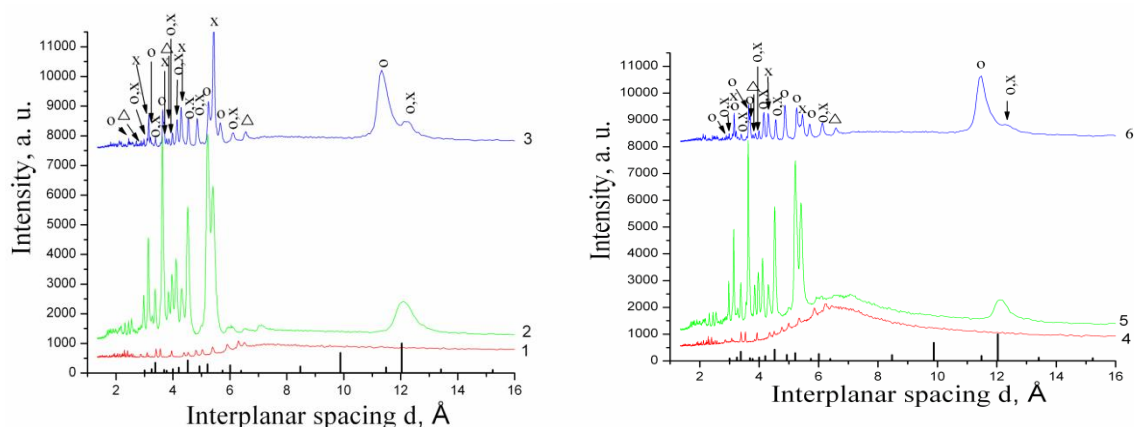 x
o,x
o
x△
x
o
o,x
x
o,x
o △
o,x
o,x
o,x
o
o
o,x
△
o
o,x
3
2
1
11000
10000
9000
8000
7000
6000
5000
4000
3000
2000
1000
0
Intensity, a. u.
2 4 6 8 10 12 14 16
Interplanar spacing d, Å
o,x
o
△
x
o
x
o
o,x
o,x
o
o
x
o
o,x
△
o
o,x
6
5
4
11000
10000
9000
8000
7000
6000
5000
4000
3000
2000
1000
0
Intensity, a. u.
2 4 6 8 10 12 14 16
Interplanar spacing d, Å